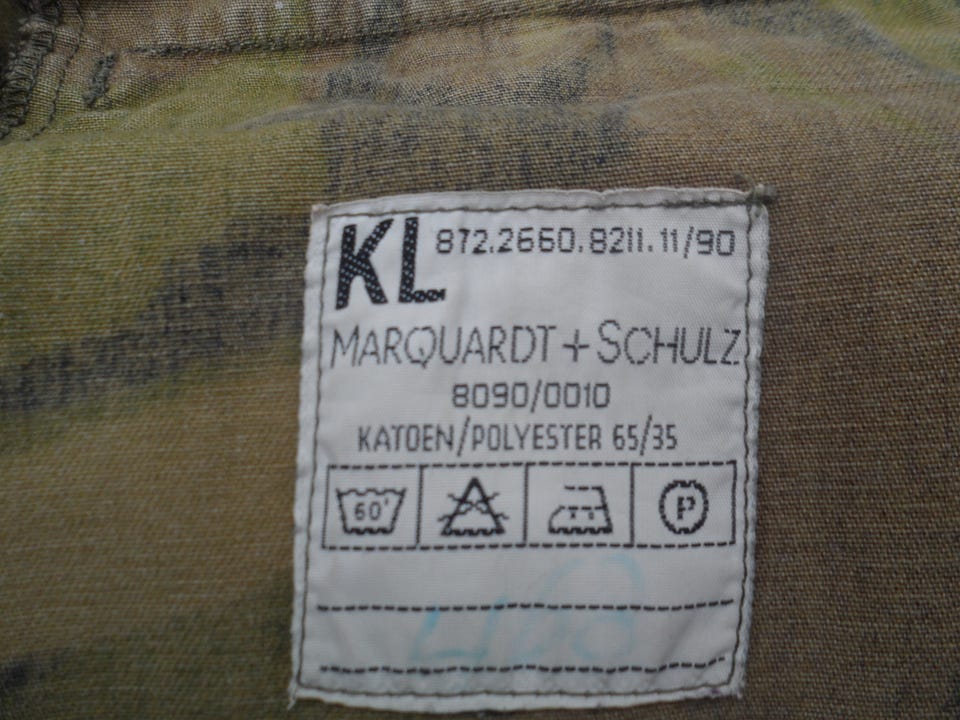 KL 872.2660.8211.11/90
MARQUARDT + SCHULZ
8090/0010
KATOEN/POLYESTER 65/35
60° P